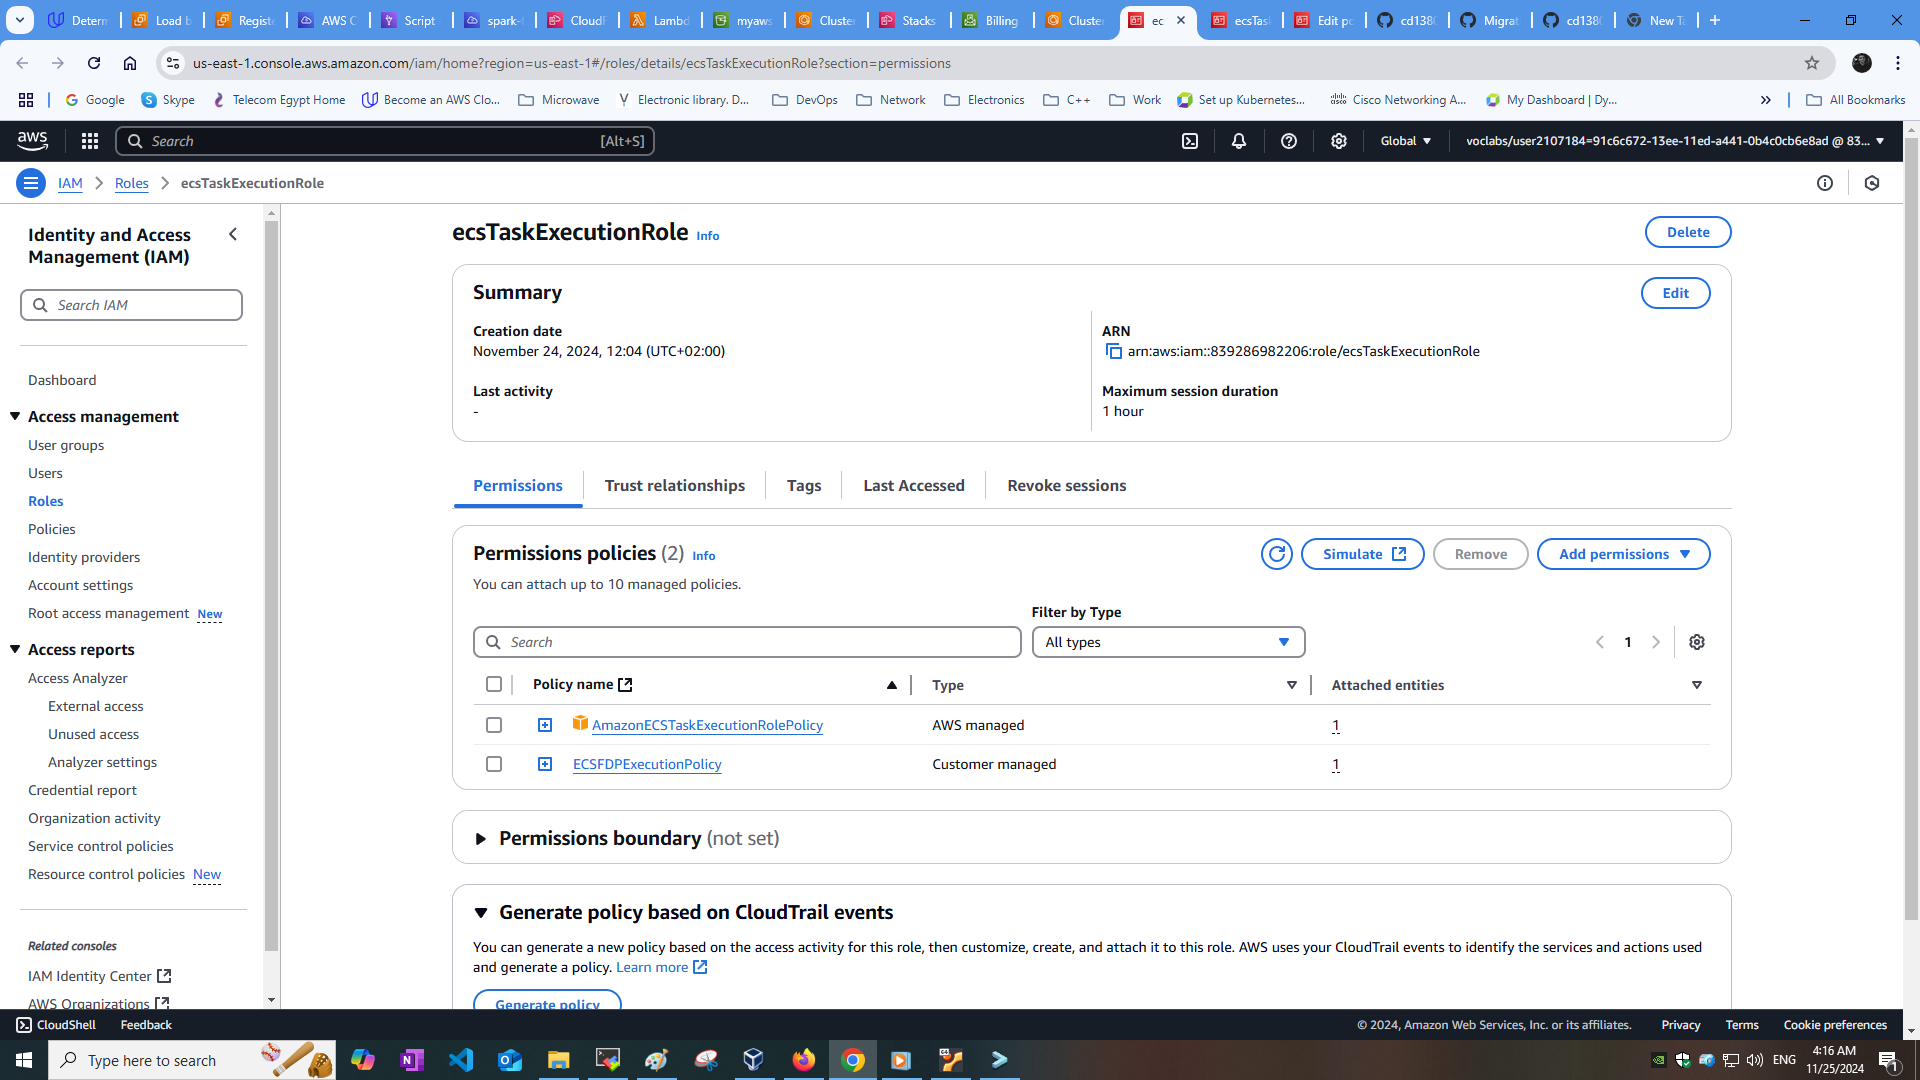 Determ
Load b
Registe
AWS C
Script
spark-
CloudF
Lambd
myaws
Cluster
Stacks
Billing
Cluster
ec
ecsTas
Edit po
cd1380
Migrat
cd1380
New Ta
us-east-1.console.aws.amazon.com/iam/home?region=us-east-1#/roles/details/ecsTaskExecutionRole?section=permissions
Google
Skype
Telecom Egypt Home
Become an AWS Clo...
Microwave
Electronic library. D...
DevOps
Network
Electronics
C++
Work
Set up Kubernetes...
Cisco Networking A...
My Dashboard | Dy...
All Bookmarks
aws
Search
[Alt+S]
Global
voclabs/user2107184=91c6c672-13ee-11ed-a441-0b4c0cb6e8ad @ 83...
IAM
Roles
ecsTaskExecutionRole
Identity and Access
Management (IAM)
Search IAM
Dashboard
Access management
User groups
Users
Roles
Policies
Identity providers
Account settings
Root access management New
Access reports
Access Analyzer
External access
Unused access
Analyzer settings
Credential report
Organization activity
Service control policies
Resource control policies New
Related consoles
IAM Identity Center
AWS Organizations
ecsTaskExecutionRole Info
Delete
Summary
Edit
Creation date
November 24, 2024, 12:04 (UTC+02:00)
ARN
arn:aws:iam::839286982206:role/ecsTaskExecutionRole
Last activity
-
Maximum session duration
1 hour
Permissions
Trust relationships
Tags
Last Accessed
Revoke sessions
Permissions policies (2) Info
Simulate
Remove
Add permissions
You can attach up to 10 managed policies.
Filter by Type
Search
All types
1
Policy name
Type
Attached entities
AmazonECSTaskExecutionRolePolicy
AWS managed
1
ECSFDPExecutionPolicy
Customer managed
1
Permissions boundary (not set)
Generate policy based on CloudTrail events
You can generate a new policy based on the access activity for this role, then customize, create, and attach it to this role. AWS uses your CloudTrail events to identify the services and actions used
and generate a policy. Learn more
Generate policy
CloudShell
Feedback
© 2024, Amazon Web Services, Inc. or its affiliates.
Privacy
Terms
Cookie preferences
Type here to search
ENG
4:16 AM
11/25/2024
1